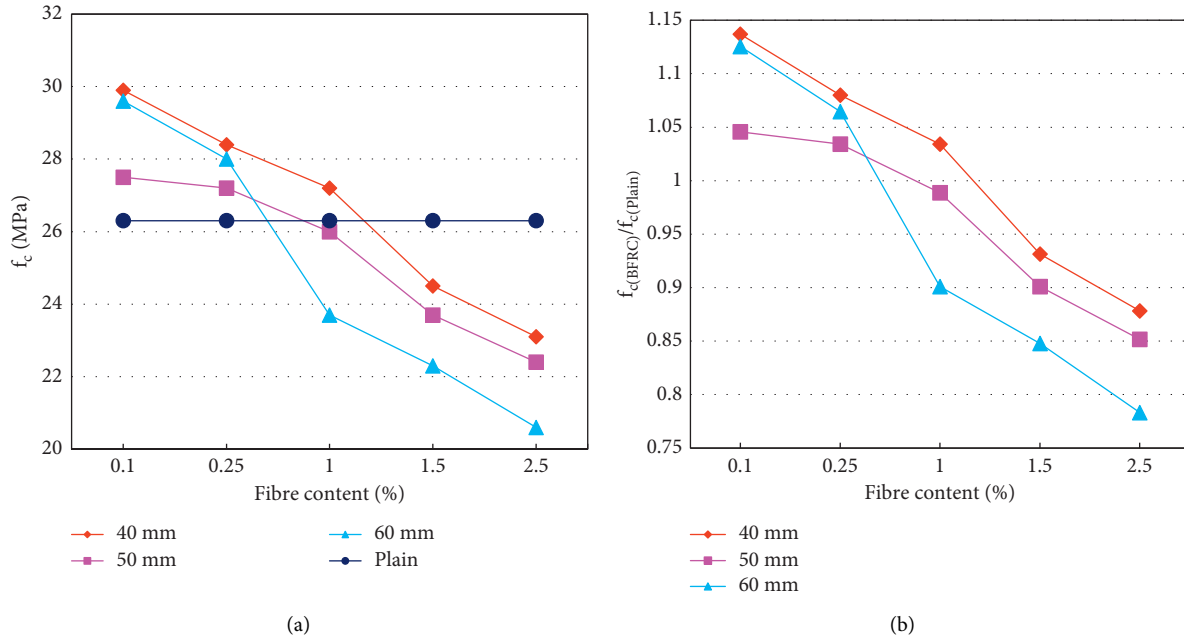 32
30
28
26
24
22
20
f_c (MPa)
0.1 0.25 1 1.5 2.5
Fibre content (%)
40 mm
50 mm
60 mm
Plain
(a)
1.15
1.1
1.05
1
0.95
0.9
0.85
0.8
0.75
f_c(BFRC)/f_c(Plain)
0.1 0.25 1 1.5 2.5
Fibre content (%)
40 mm
50 mm
60 mm
(b)